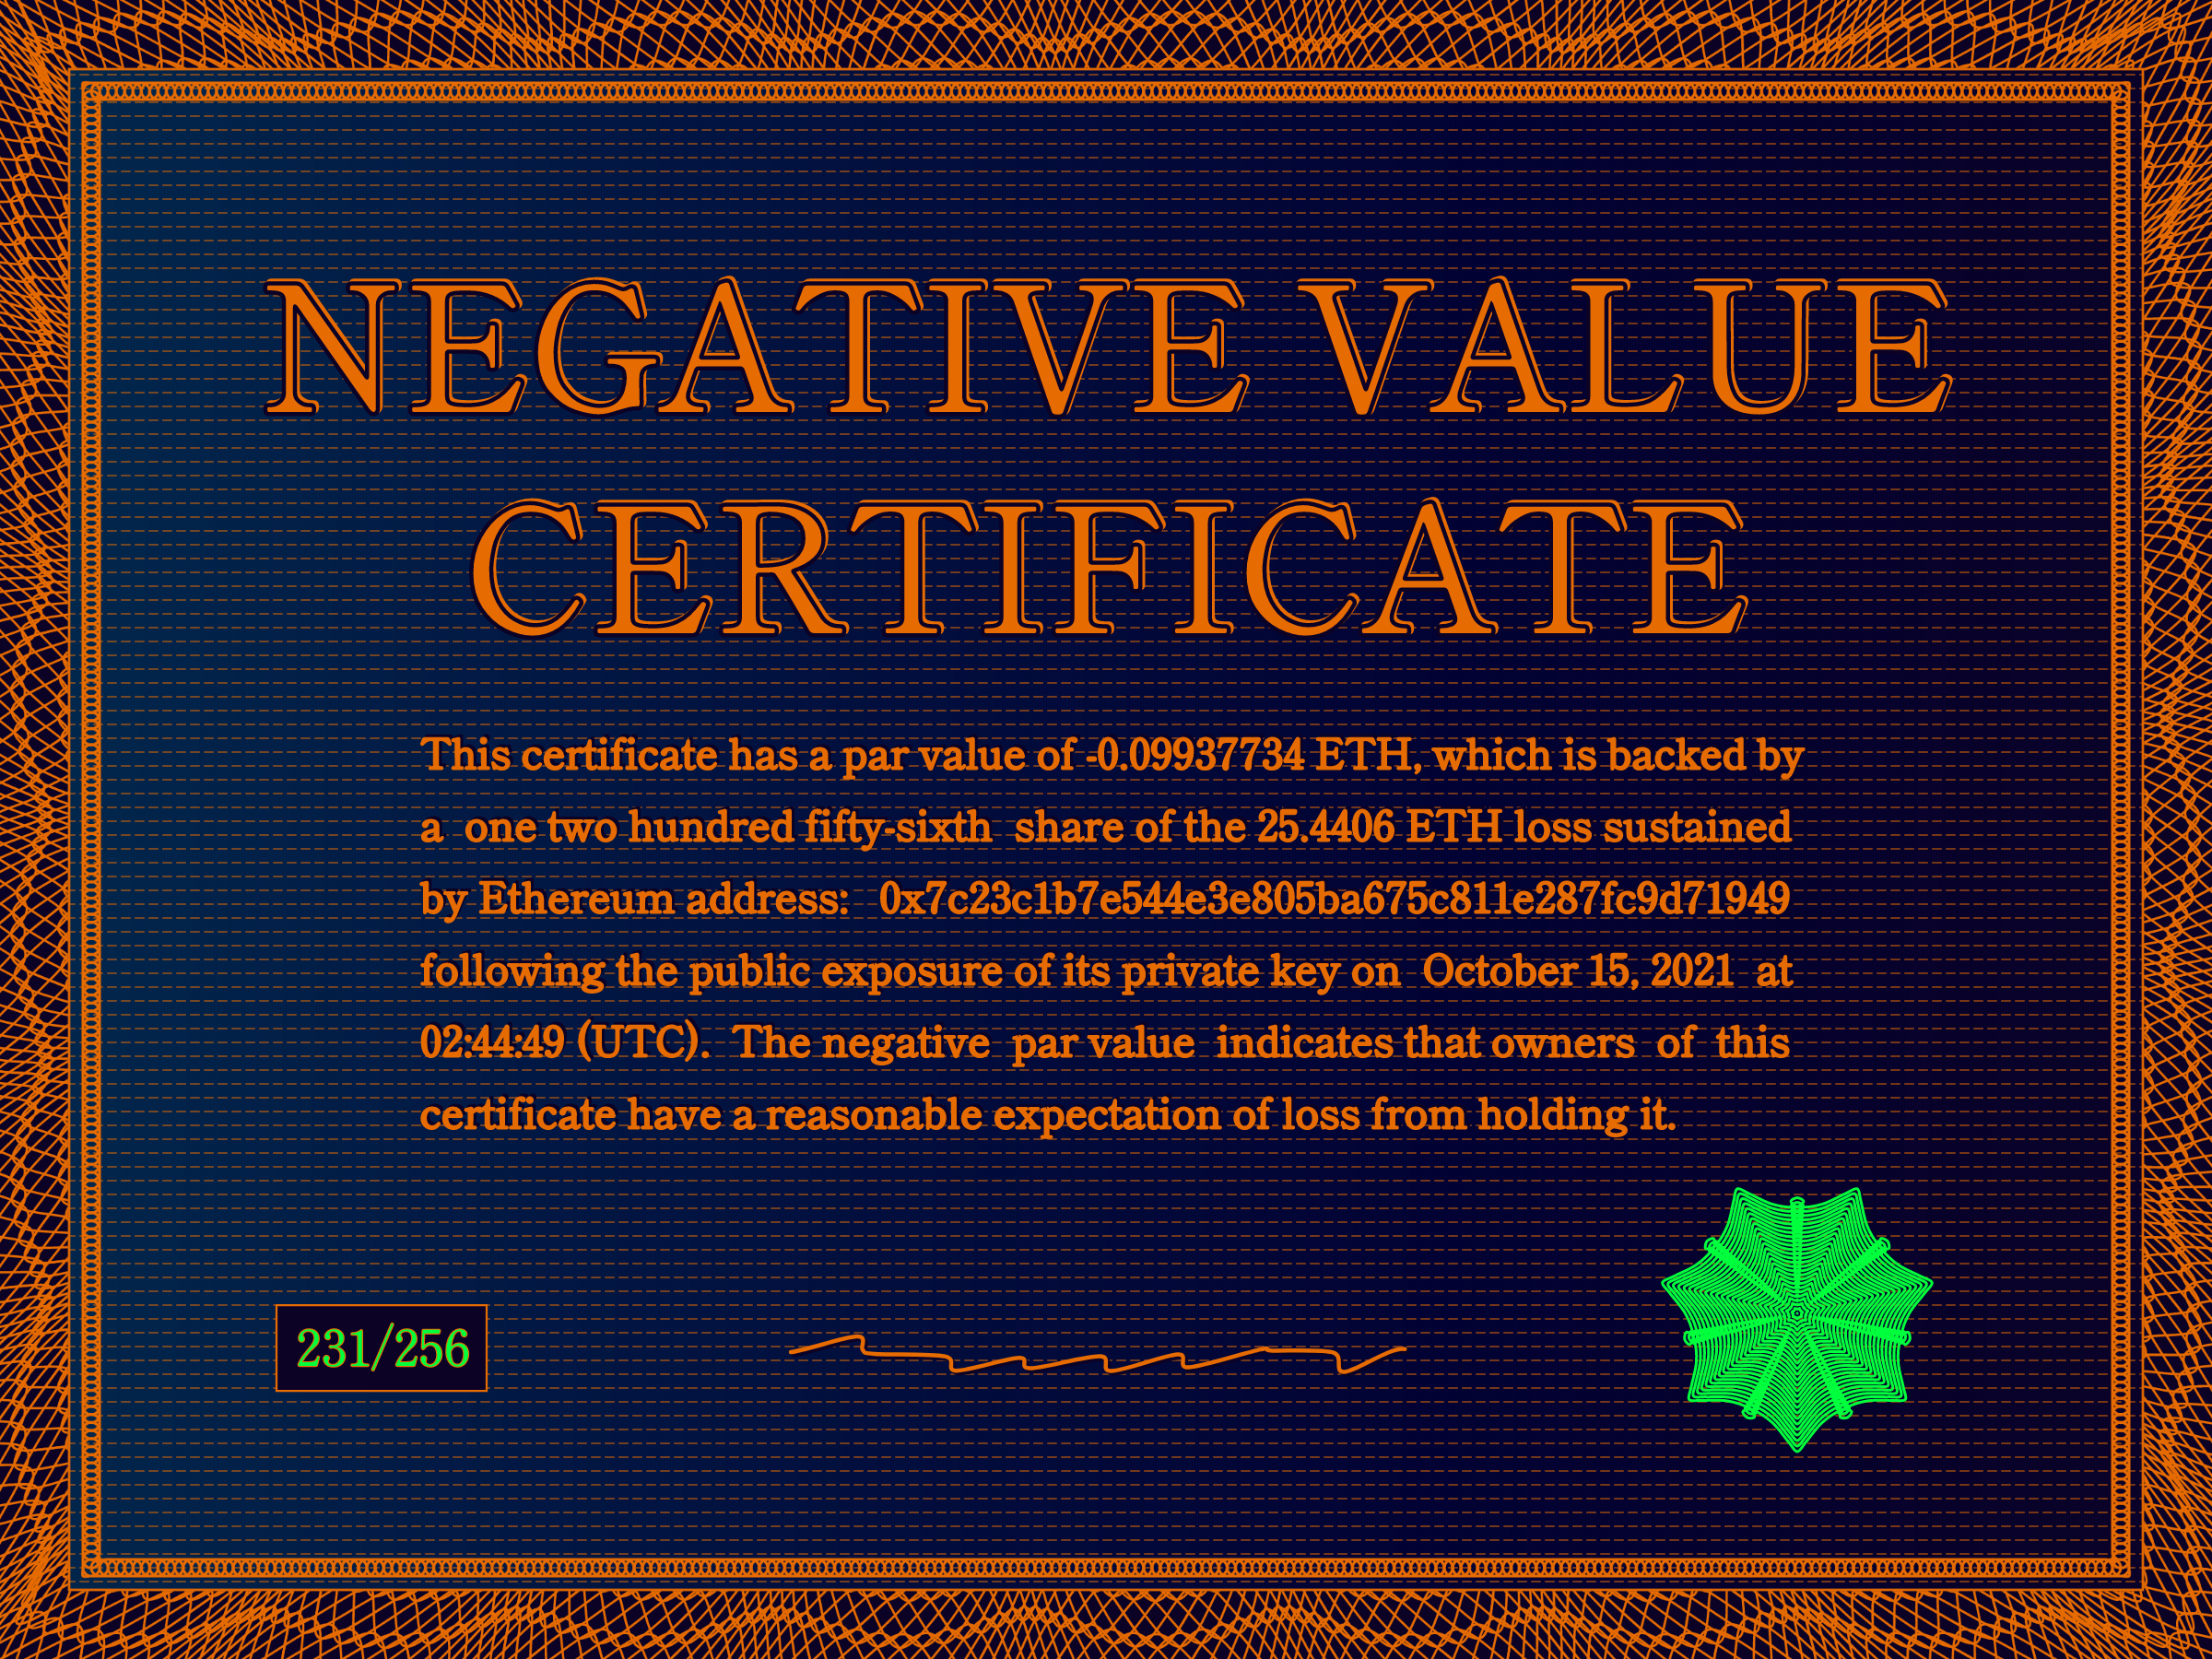 NEGATIVE VALUE
CERTIFICATE
This certificate has a par value of -0.09937734 ETH, which is backed by
a one two hundred fifty-sixth share of the 25.4406 ETH loss sustained
by Ethereum address: 0x7c23c1b7e544e3e805ba675c811e287fc9d71949
following the public exposure of its private key on October 15, 2021 at
02:44:49 (UTC). The negative par value indicates that owners of this
certificate have a reasonable expectation of loss from holding it.
231/256